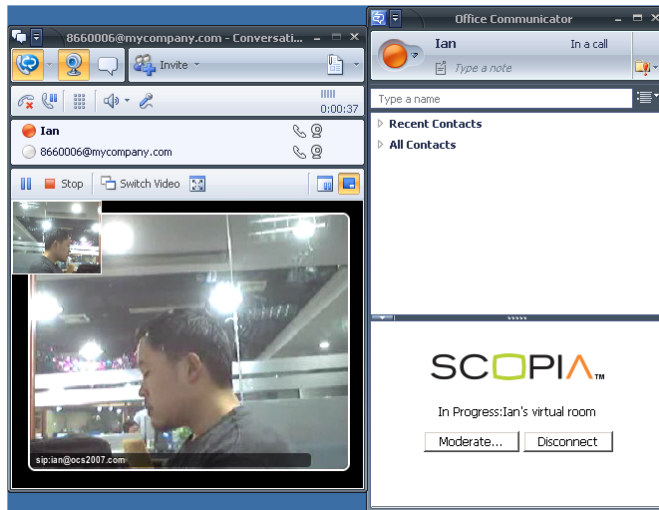 8660006@mycompany.com - Conversati...
Invite
0:00:37
Ian
8660006@mycompany.com
Stop
Switch Video
sip:ian@ocs2007.com
Office Communicator
Ian
In a call
Type a note
Type a name
Recent Contacts
All Contacts
SCOPIA™
In Progress:Ian's virtual room
Moderate...
Disconnect